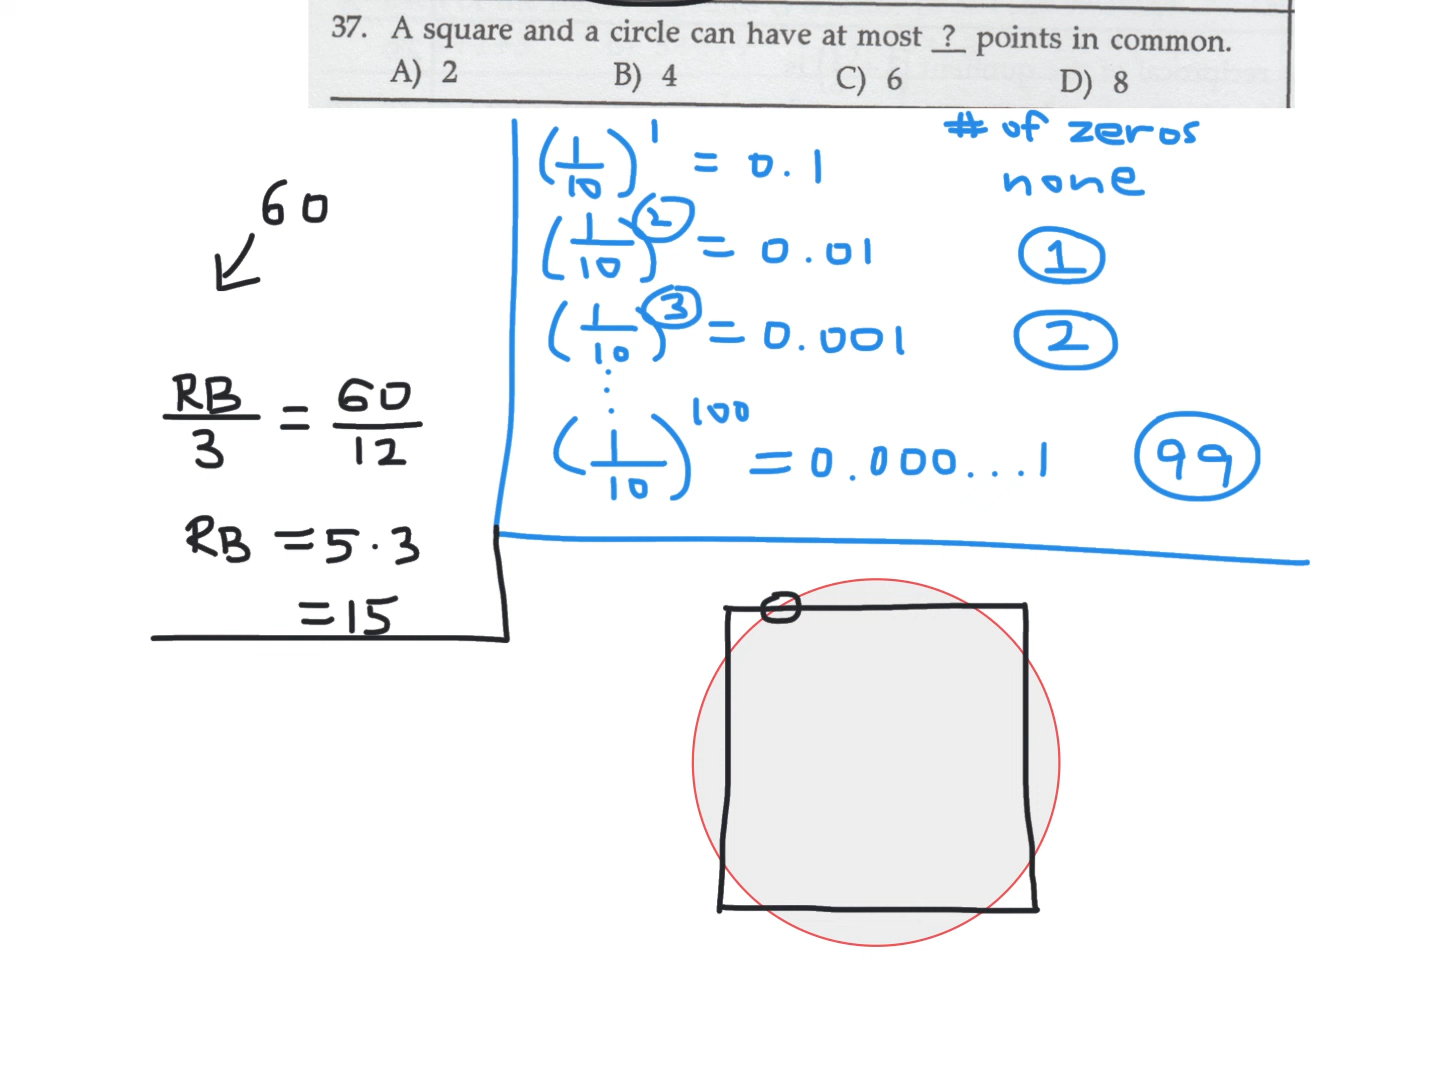 37. A square and a circle can have at most ? points in common.
A) 2 B) 4 C) 6 D) 8
60
RB/3 = 60/12
RB = 5·3
= 15
# of zeros
(1/10)^1 = 0.1 none
(1/10)^2 = 0.01 1
(1/10)^3 = 0.001 2
⋮
(1/10)^100 = 0.000...1 99